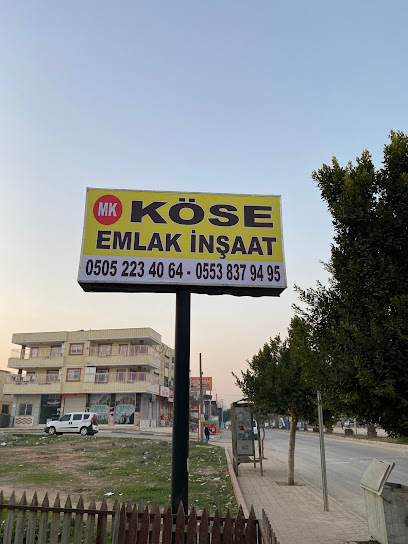 MK KÖSE
EMLAK İNŞAAT
0505 223 40 64 - 0553 837 94 95